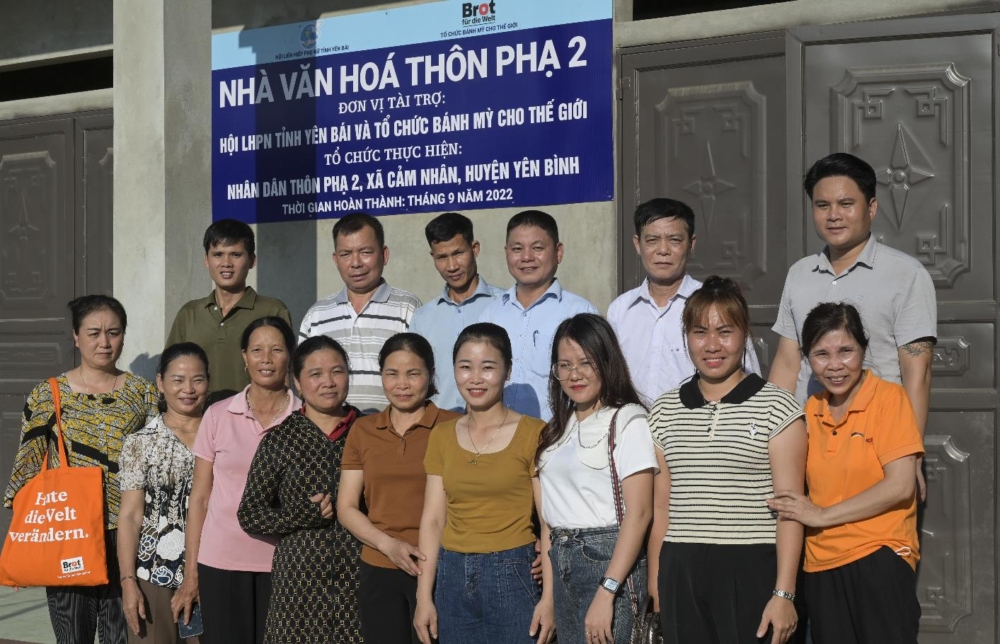 Brot
für die Welt
HỘI LIÊN HIỆP PHỤ NỮ TỈNH YÊN BÁI
TỔ CHỨC BÁNH MỲ CHO THẾ GIỚI
NHÀ VĂN HOÁ THÔN PHẠ 2
ĐƠN VỊ TÀI TRỢ:
HỘI LHPN TỈNH YÊN BÁI VÀ TỔ CHỨC BÁNH MỲ CHO THẾ GIỚI
TỔ CHỨC THỰC HIỆN:
NHÂN DÂN THÔN PHẠ 2, XÃ CẢM NHÂN, HUYỆN YÊN BÌNH
THỜI GIAN HOÀN THÀNH: THÁNG 9 NĂM 2022
Heute
die Welt
verändern.
Brot
für die Welt